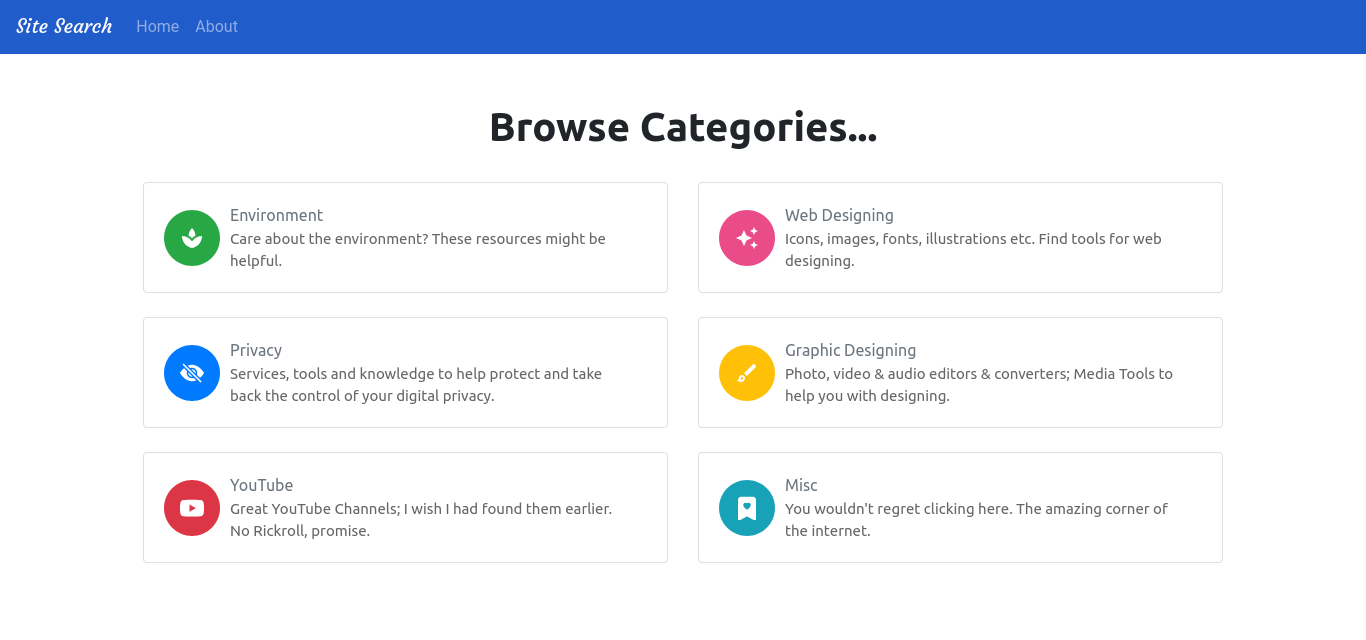 Site Search
Home
About
Browse Categories...
Environment
Care about the environment? These resources might be
helpful.
Web Designing
Icons, images, fonts, illustrations etc. Find tools for web
designing.
Privacy
Services, tools and knowledge to help protect and take
back the control of your digital privacy.
Graphic Designing
Photo, video & audio editors & converters; Media Tools to
help you with designing.
YouTube
Great YouTube Channels; I wish I had found them earlier.
No Rickroll, promise.
Misc
You wouldn't regret clicking here. The amazing corner of
the internet.